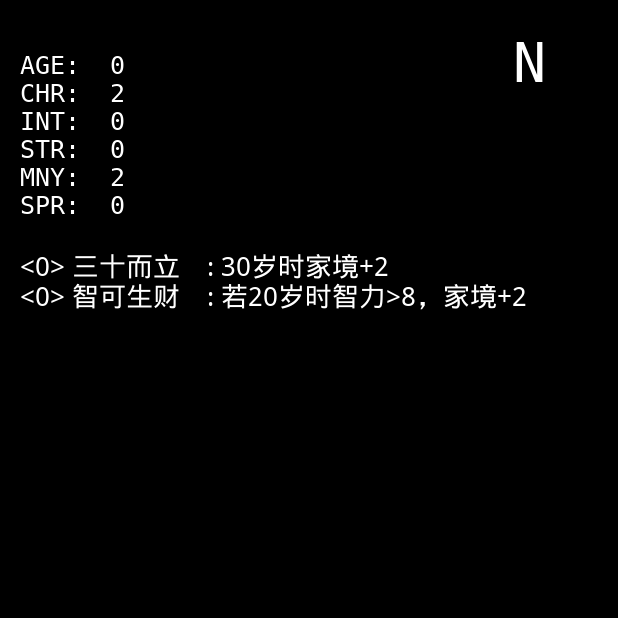 N
AGE: 0
CHR: 2
INT: 0
STR: 0
MNY: 2
SPR: 0
<0> 三十而立 : 30岁时家境+2
<0> 智可生财 : 若20岁时智力>8，家境+2